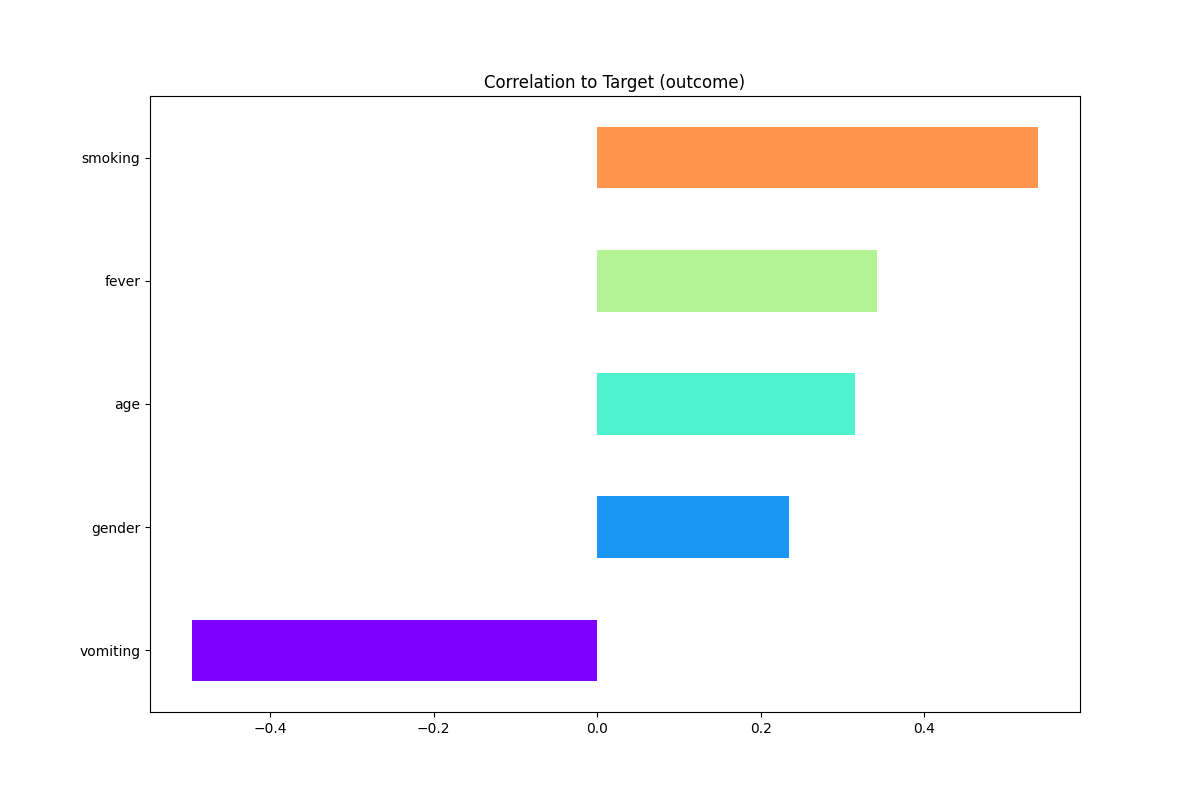 Correlation to Target (outcome)
smoking
fever
age
gender
vomiting
−0.4 −0.2 0.0 0.2 0.4